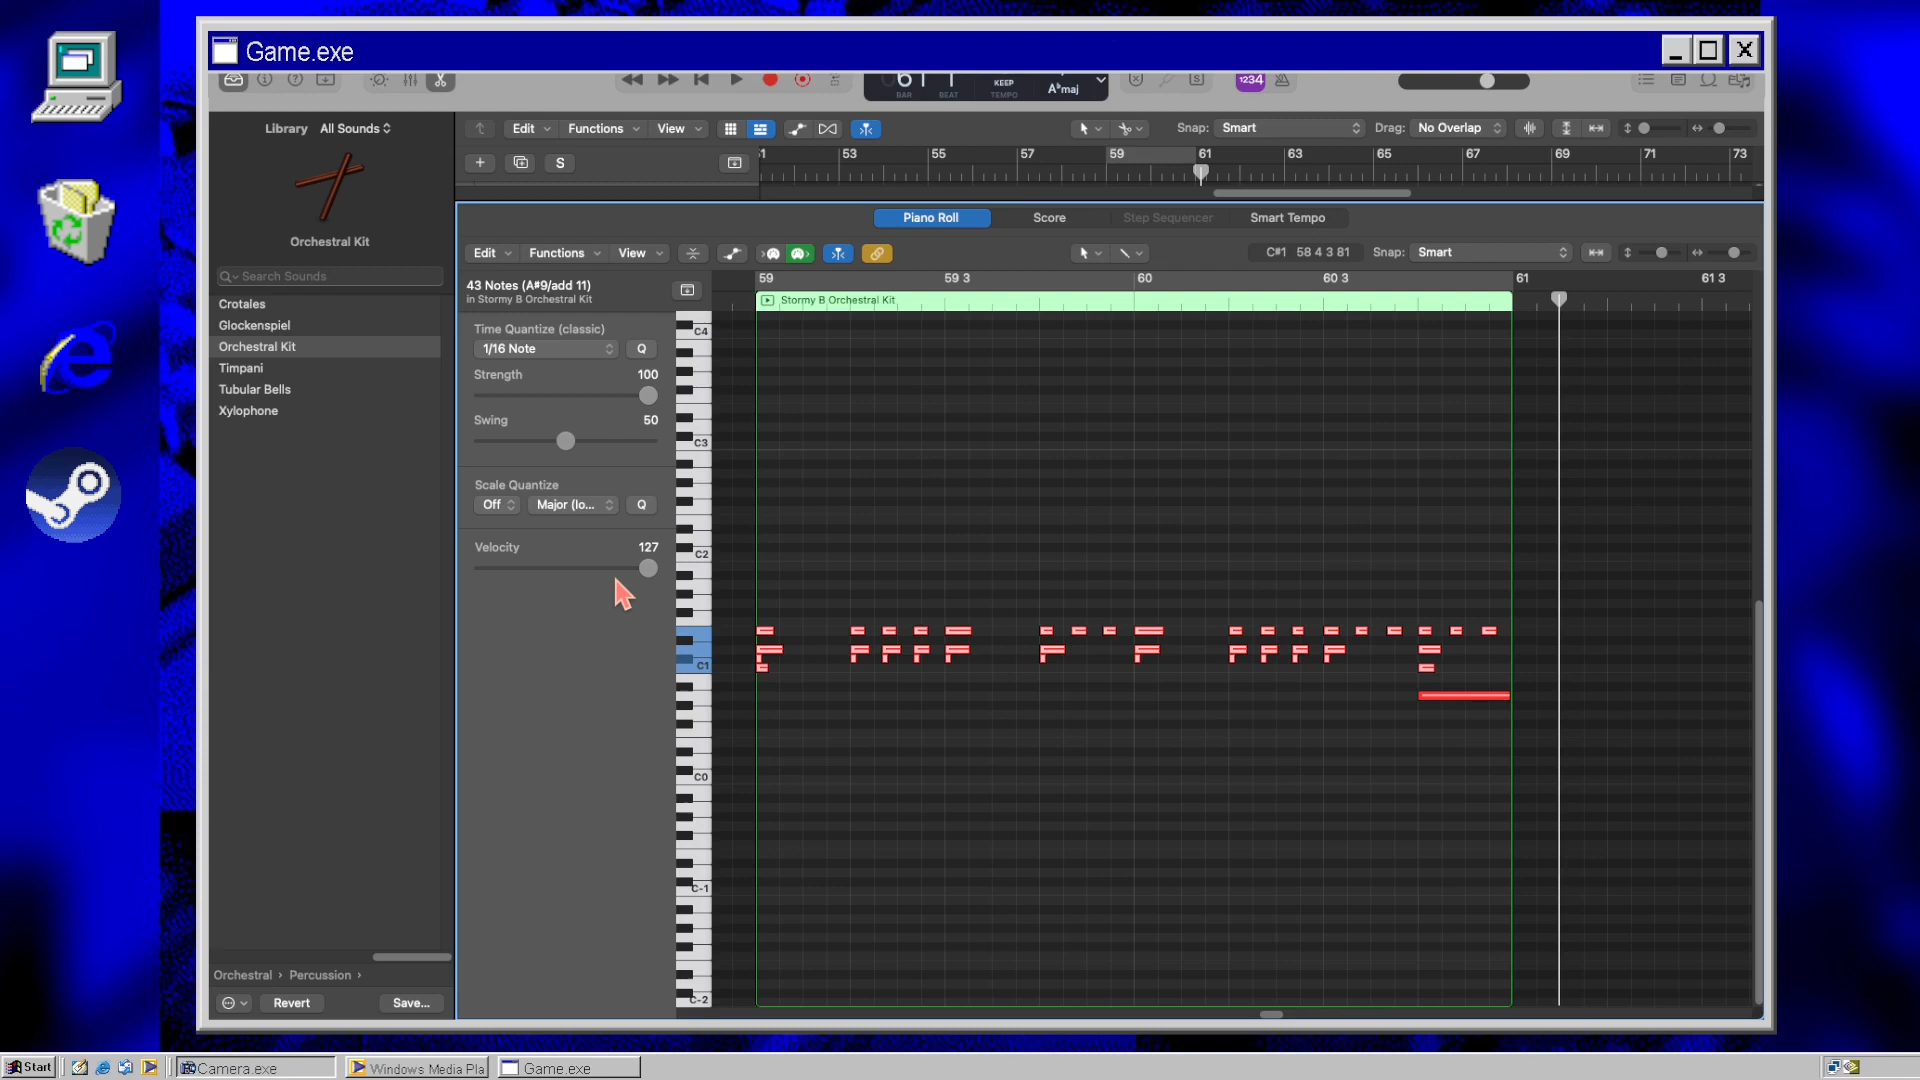 Game.exe
61 1
BAR BEAT
KEEP
TEMPO
A♭maj
1234
Library All Sounds
Edit Functions View
Snap: Smart
Drag: No Overlap
S
53 55 57 59 61 63 65 67 69 71 73
Orchestral Kit
Search Sounds
Crotales
Glockenspiel
Orchestral Kit
Timpani
Tubular Bells
Xylophone
Piano Roll Score Step Sequencer Smart Tempo
Edit Functions View
C#1 58 4 3 81
Snap: Smart
43 Notes (A#9/add 11)
in Stormy B Orchestral Kit
59 59 3 60 60 3 61 61 3
Stormy B Orchestral Kit
Time Quantize (classic)
1/16 Note Q
Strength 100
Swing 50
Scale Quantize
Off Major (lo... Q
Velocity 127
C4
C3
C2
C1
C0
C-1
C-2
Orchestral › Percussion ›
Revert Save...
Start
Camera.exe
Windows Media Pla
Game.exe